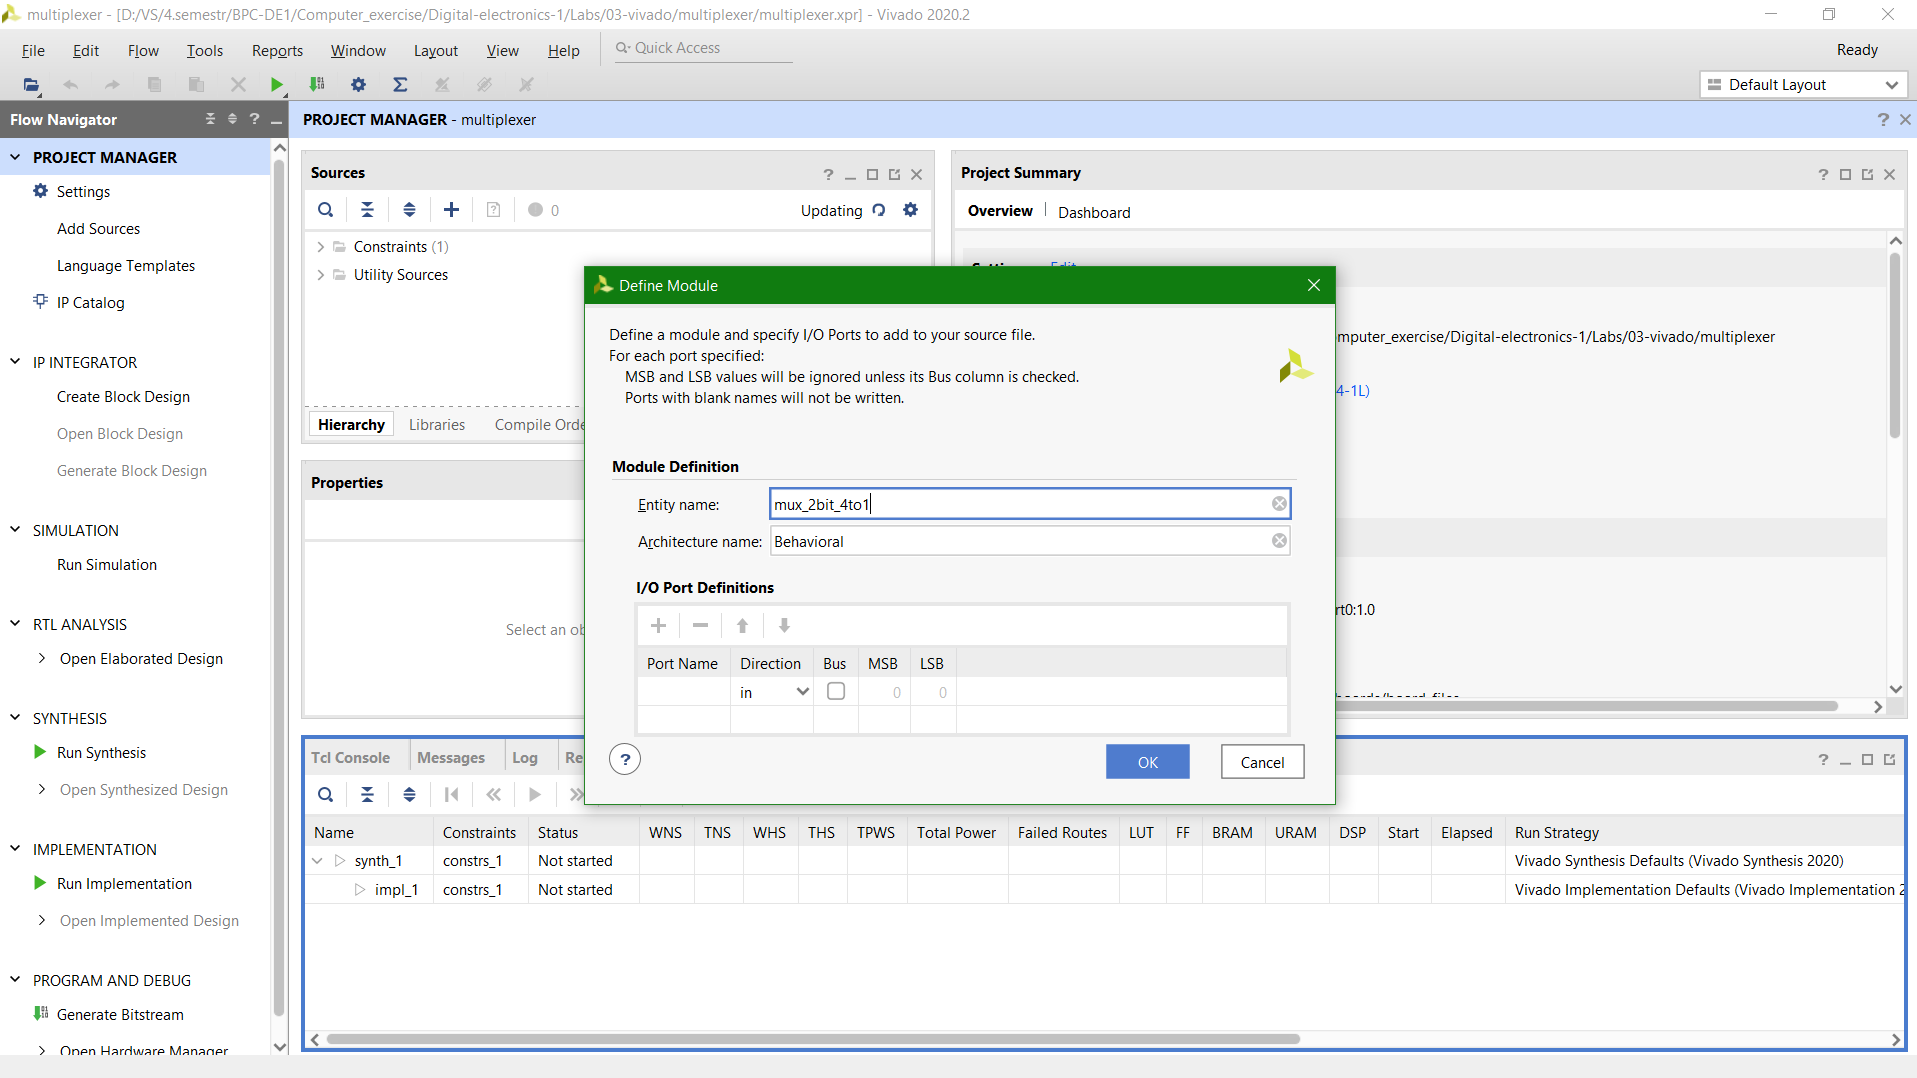 multiplexer - [D:/VS/4.semestr/BPC-DE1/Computer_exercise/Digital-electronics-1/Labs/03-vivado/multiplexer/multiplexer.xpr] - Vivado 2020.2
File Edit Flow Tools Reports Window Layout View Help Quick Access Ready
Default Layout
Flow Navigator
PROJECT MANAGER - multiplexer
PROJECT MANAGER
Settings
Add Sources
Language Templates
IP Catalog
IP INTEGRATOR
Create Block Design
Open Block Design
Generate Block Design
SIMULATION
Run Simulation
RTL ANALYSIS
Open Elaborated Design
SYNTHESIS
Run Synthesis
Open Synthesized Design
IMPLEMENTATION
Run Implementation
Open Implemented Design
PROGRAM AND DEBUG
Generate Bitstream
Open Hardware Manager
Sources
0 Updating
Constraints (1)
Utility Sources
Hierarchy Libraries Compile Orde
Properties
Select an ob
Project Summary
Overview Dashboard
Edit
mputer_exercise/Digital-electronics-1/Labs/03-vivado/multiplexer
4-1L)
rt0:1.0
Define Module
Define a module and specify I/O Ports to add to your source file.
For each port specified:
MSB and LSB values will be ignored unless its Bus column is checked.
Ports with blank names will not be written.
Module Definition
Entity name: mux_2bit_4to1
Architecture name: Behavioral
I/O Port Definitions
Port Name Direction Bus MSB LSB
in 0 0
? OK Cancel
Tcl Console Messages Log Re
Name Constraints Status WNS TNS WHS THS TPWS Total Power Failed Routes LUT FF BRAM URAM DSP Start Elapsed Run Strategy
synth_1 constrs_1 Not started Vivado Synthesis Defaults (Vivado Synthesis 2020)
impl_1 constrs_1 Not started Vivado Implementation Defaults (Vivado Implementation 2